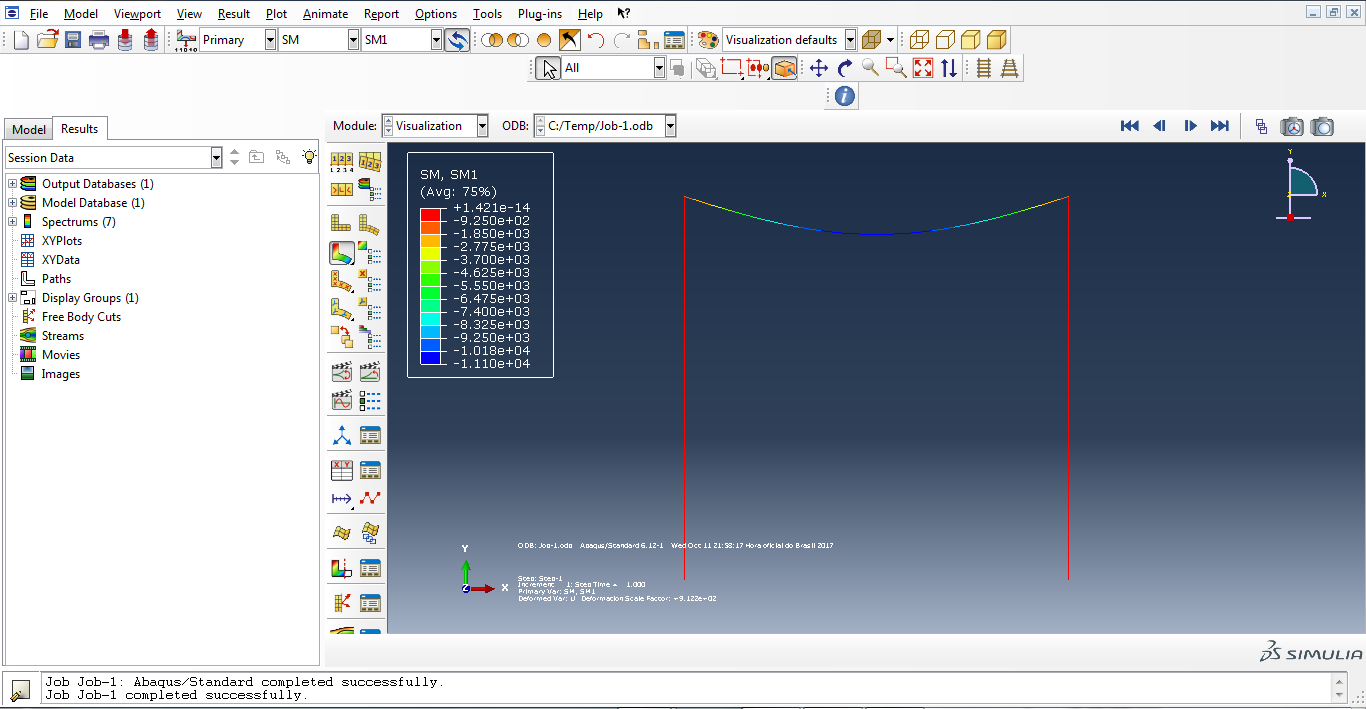 File Model Viewport View Result Plot Animate Report Options Tools Plug-ins Help
Primary SM SM1 Visualization defaults
All
Model Results Module: Visualization ODB: C:/Temp/Job-1.odb
Session Data
Output Databases (1)
Model Database (1)
Spectrums (7)
XYPlots
XYData
Paths
Display Groups (1)
Free Body Cuts
Streams
Movies
Images
SM, SM1
(Avg: 75%)
+1.421e-14
-9.250e+02
-1.850e+03
-2.775e+03
-3.700e+03
-4.625e+03
-5.550e+03
-6.475e+03
-7.400e+03
-8.325e+03
-9.250e+03
-1.018e+04
-1.110e+04
Y
X
Y
Z X
ODB: Job-1.odb Abaqus/Standard 6.12-1 Wed Oct 11 21:58:17 Hora oficial do Brasil 2017
Step: Step-1
Increment 1: Step Time = 1.000
Primary Var: SM, SM1
Deformed Var: U Deformation Scale Factor: +9.122e+02
SIMULIA
Job Job-1: Abaqus/Standard completed successfully.
Job Job-1 completed successfully.